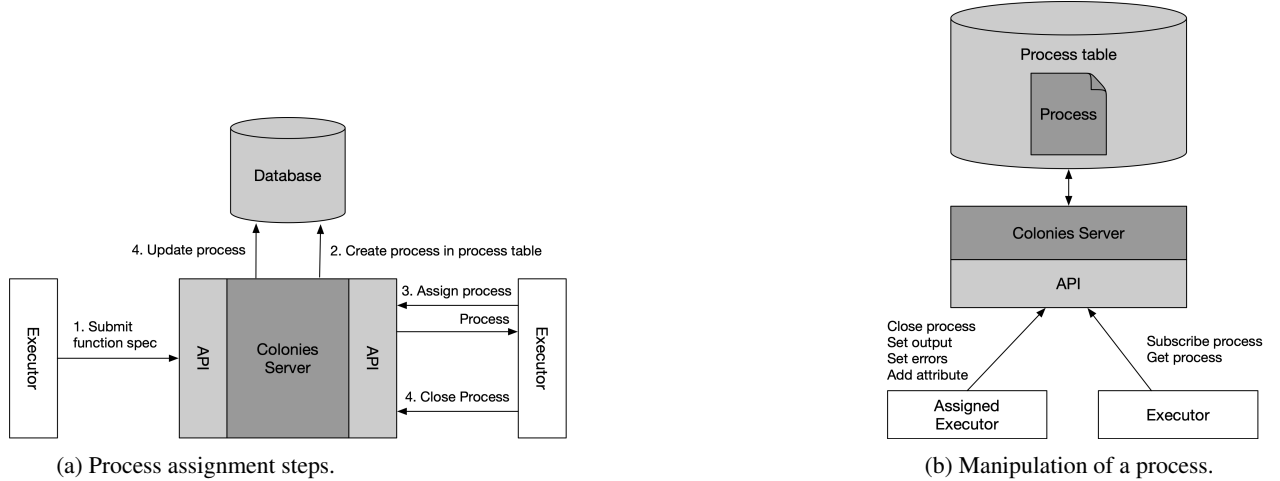 Database
4. Update process
2. Create process in process table
Executor
1. Submit
function spec
API
Colonies
Server
API
3. Assign process
Process
4. Close Process
Executor
(a) Process assignment steps.
Process table
Process
Colonies Server
API
Close process
Set output
Set errors
Add attribute
Subscribe process
Get process
Assigned
Executor
Executor
(b) Manipulation of a process.